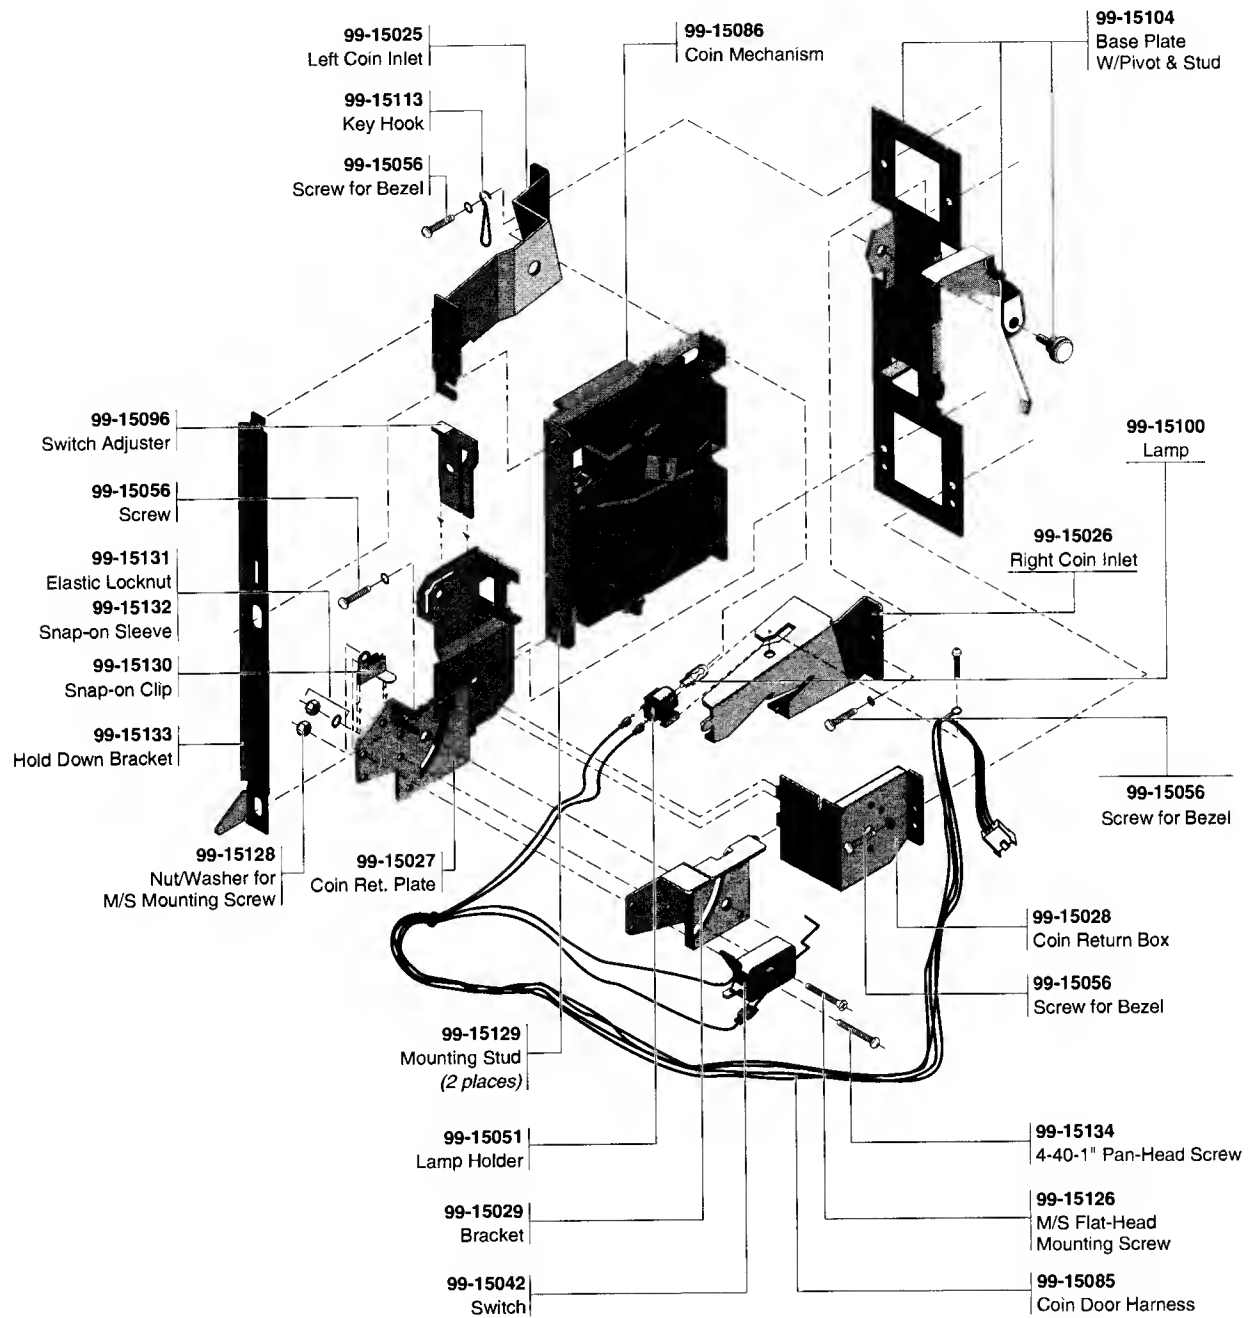 99-15025
Left Coin Inlet
99-15113
Key Hook
99-15056
Screw for Bezel
99-15086
Coin Mechanism
99-15104
Base Plate
W/Pivot & Stud
99-15096
Switch Adjuster
99-15056
Screw
99-15131
Elastic Locknut
99-15132
Snap-on Sleeve
99-15130
Snap-on Clip
99-15133
Hold Down Bracket
99-15100
Lamp
99-15026
Right Coin Inlet
99-15056
Screw for Bezel
99-15128
Nut/Washer for
M/S Mounting Screw
99-15027
Coin Ret. Plate
99-15028
Coin Return Box
99-15056
Screw for Bezel
99-15129
Mounting Stud
(2 places)
99-15051
Lamp Holder
99-15029
Bracket
99-15042
Switch
99-15134
4-40-1" Pan-Head Screw
99-15126
M/S Flat-Head
Mounting Screw
99-15085
Coin Door Harness